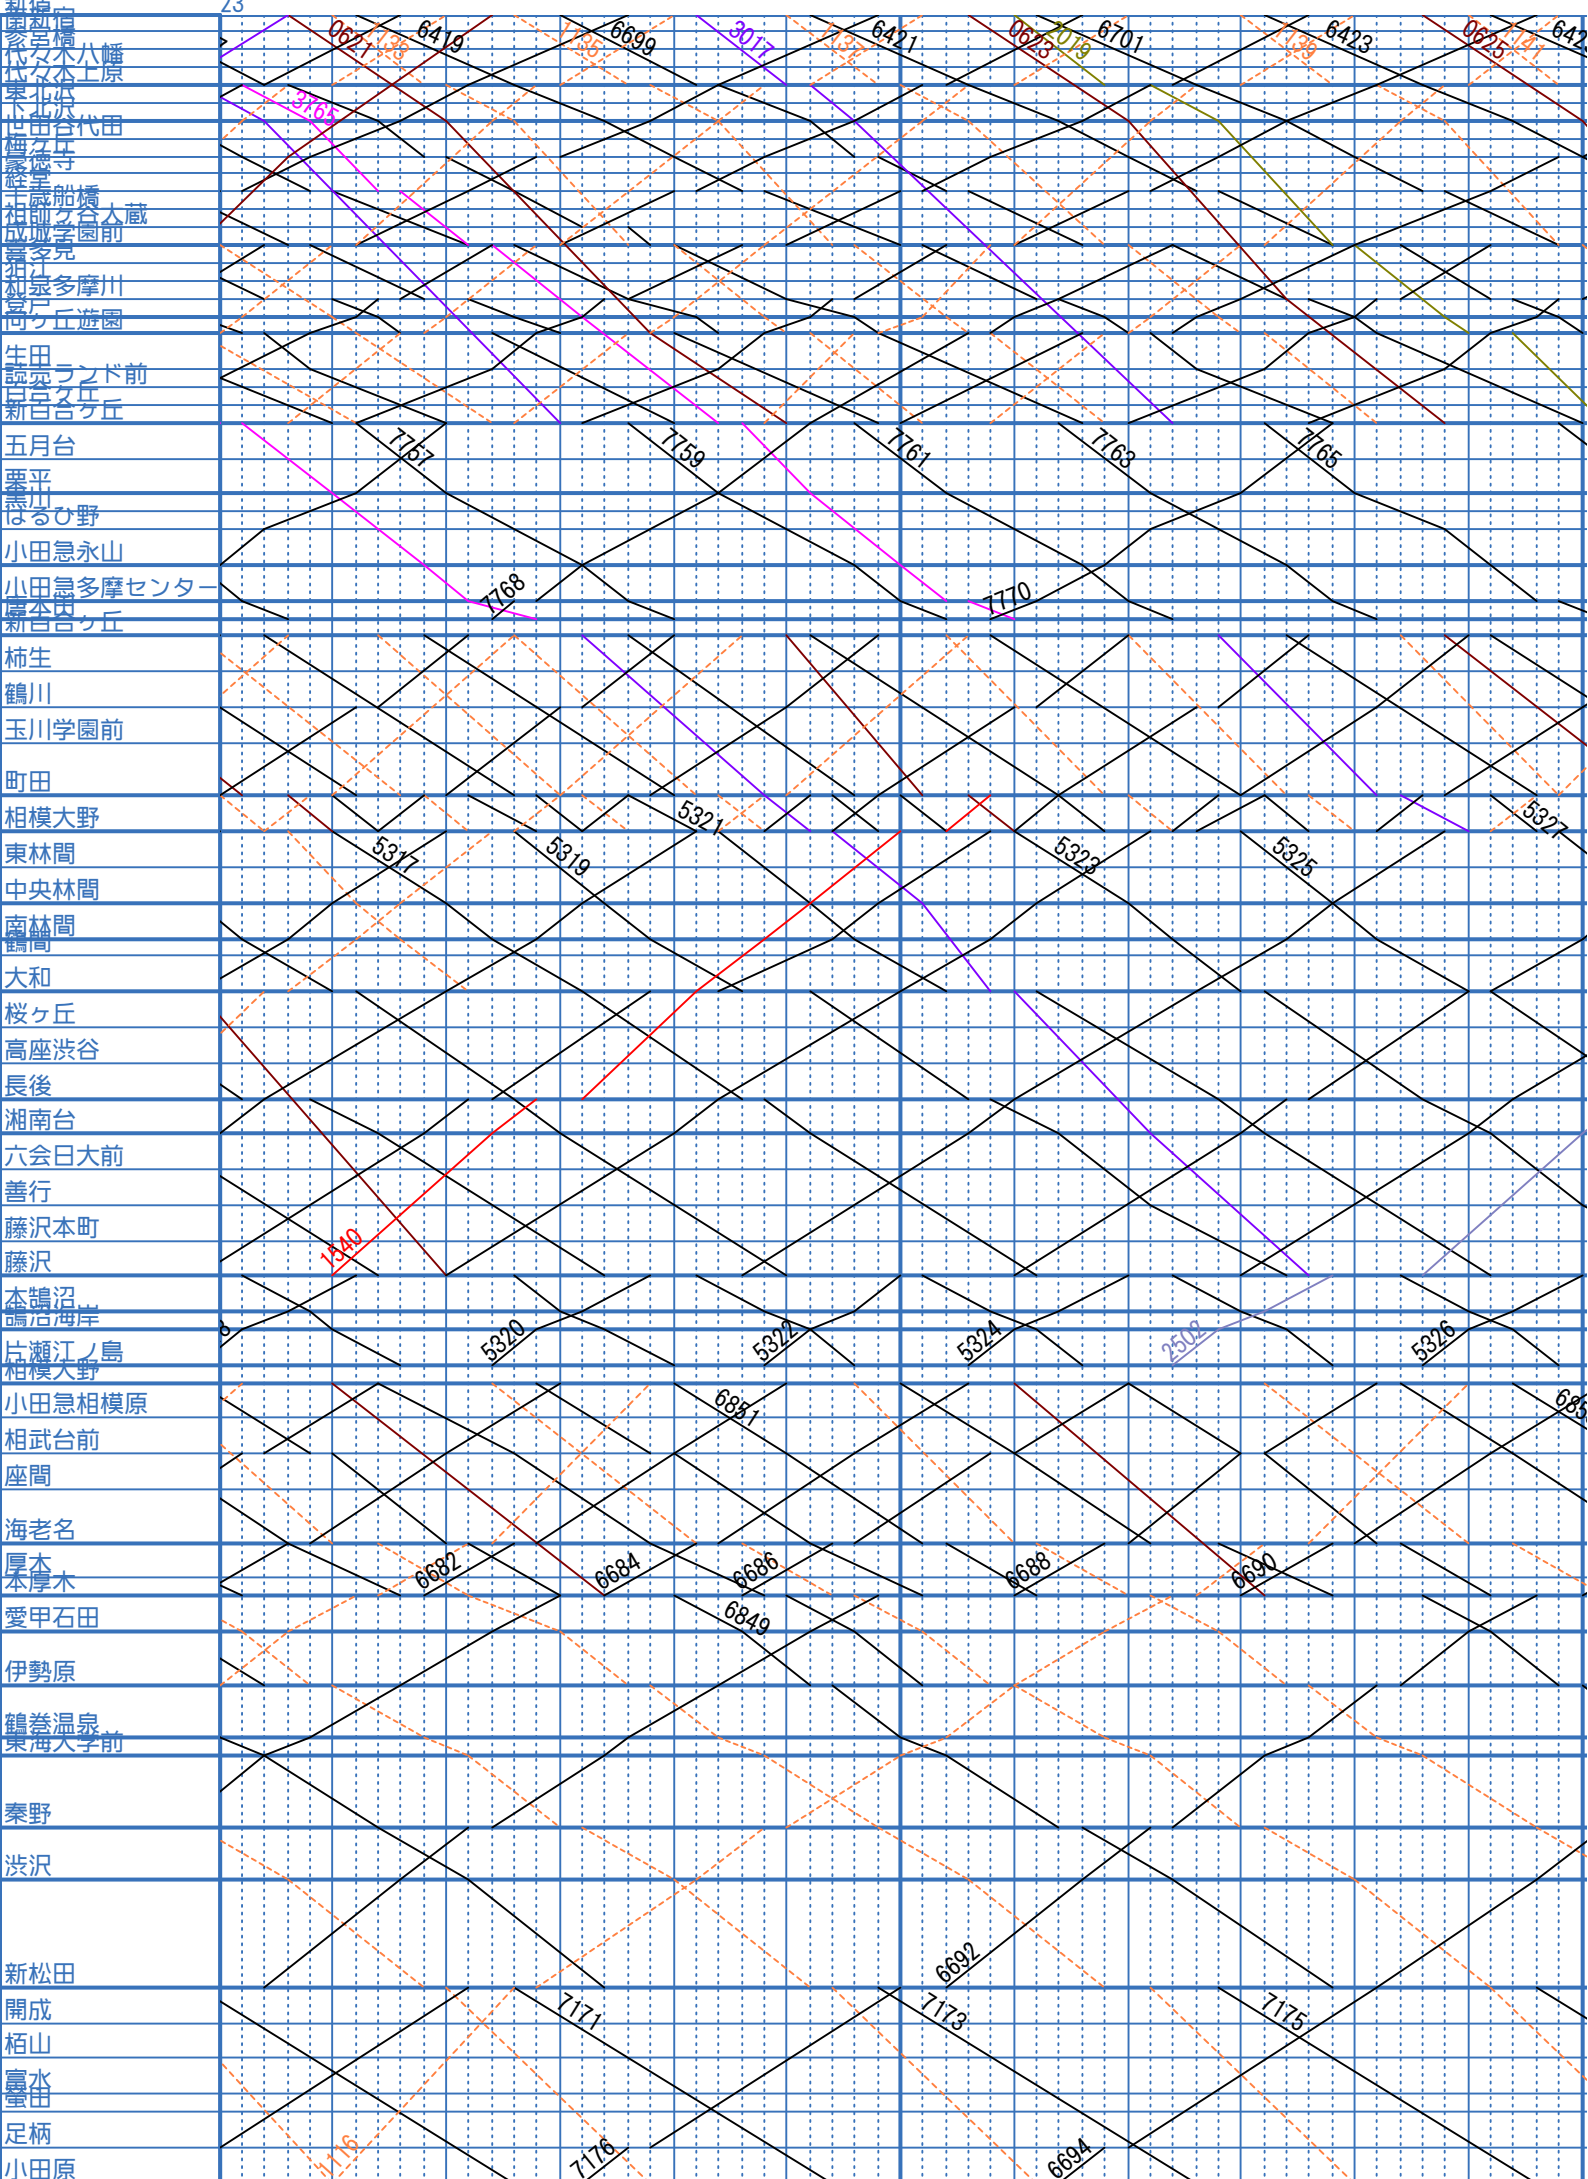 新宿
23
南新宿
参宮橋
代々木八幡
代々木上原
東北沢
下北沢
世田谷代田
梅ヶ丘
豪徳寺
経堂
千歳船橋
祖師ヶ谷大蔵
成城学園前
喜多見
狛江
和泉多摩川
登戸
向ヶ丘遊園
生田
読売ランド前
百合ヶ丘
新百合ヶ丘
五月台
栗平
黒川
はるひ野
小田急永山
小田急多摩センター
唐木田
新百合ヶ丘
柿生
鶴川
玉川学園前
町田
相模大野
東林間
中央林間
南林間
鶴間
大和
桜ヶ丘
高座渋谷
長後
湘南台
六会日大前
善行
藤沢本町
藤沢
本鵠沼
鵠沼海岸
片瀬江ノ島
相模大野
小田急相模原
相武台前
座間
海老名
厚木
本厚木
愛甲石田
伊勢原
鶴巻温泉
東海大学前
秦野
渋沢
新松田
開成
栢山
富水
螢田
足柄
小田原
0621
1133
6419
1135
6699
3017
1137
6421
0623
2019
6701
1139
6423
0625
1141
3765
7757
7759
7761
7763
7765
7768
7770
5317
5319
5321
5323
5325
5327
1540
5320
5322
5324
2502
5326
6851
6682
6684
6686
6688
6690
6849
6692
7171
7173
7175
1116
7176
6694